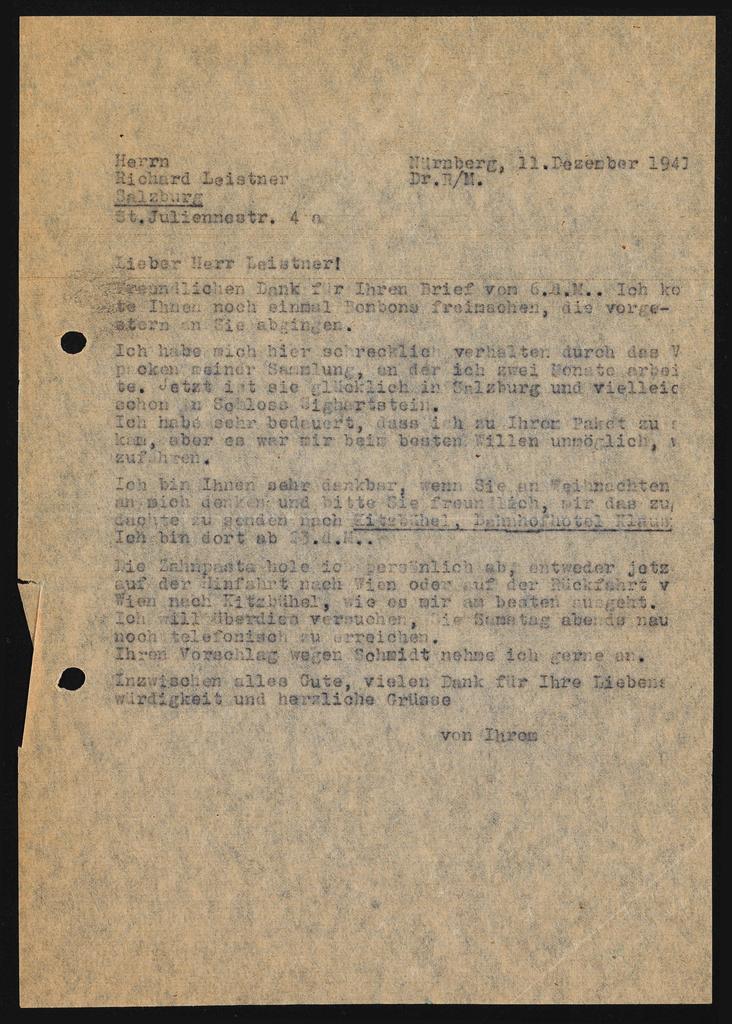 Herrn
Richard Leistner
Salzburg
St.Juliennestr. 4 a
Nürnberg, 11.Dezember 194
Dr.R/M.
Lieber Herr Leistner!
Freundlichen Dank für Ihren Brief vom 6.d.M.. Ich ko
te Ihnen noch einmal Bonbons freimachen, die vorge-
stern an Sie abgingen.
Ich habe mich hier schrecklich verhalten durch das V
packen meiner Sammlung, an der ich zwei Monate arbei
te. Jetzt ist sie glücklich in Salzburg und vielleic
schon in Schloss Sighartstein.
Ich habe sehr bedauert, dass ich zu Ihrem Paket zu
kam, aber es war mir beim besten Willen unmöglich,
zuführen.
Ich bin Ihnen sehr dankbar, wenn Sie an Weihnachten
an mich denken und bitte Sie freundlich, mir das zu
dachte zu senden nach Kitzbühel, Bahnhofhotel Klaus
Ich bin dort ab 23.d.M..
Die Zahnpasta hole ich persönlich ab, entweder jetz
auf der Hinfahrt nach Wien oder auf der Rückfahrt v
Wien nach Kitzbühel, wie es mir am besten ausgeht.
Ich will überdies versuchen, Sie Samstag abends nau
noch telefonisch zu erreichen.
Ihren Vorschlag wegen Schmidt nehme ich gerne an.
Inzwischen alles Gute, vielen Dank für Ihre Liebens
würdigkeit und herzliche Grüsse
von Ihrem